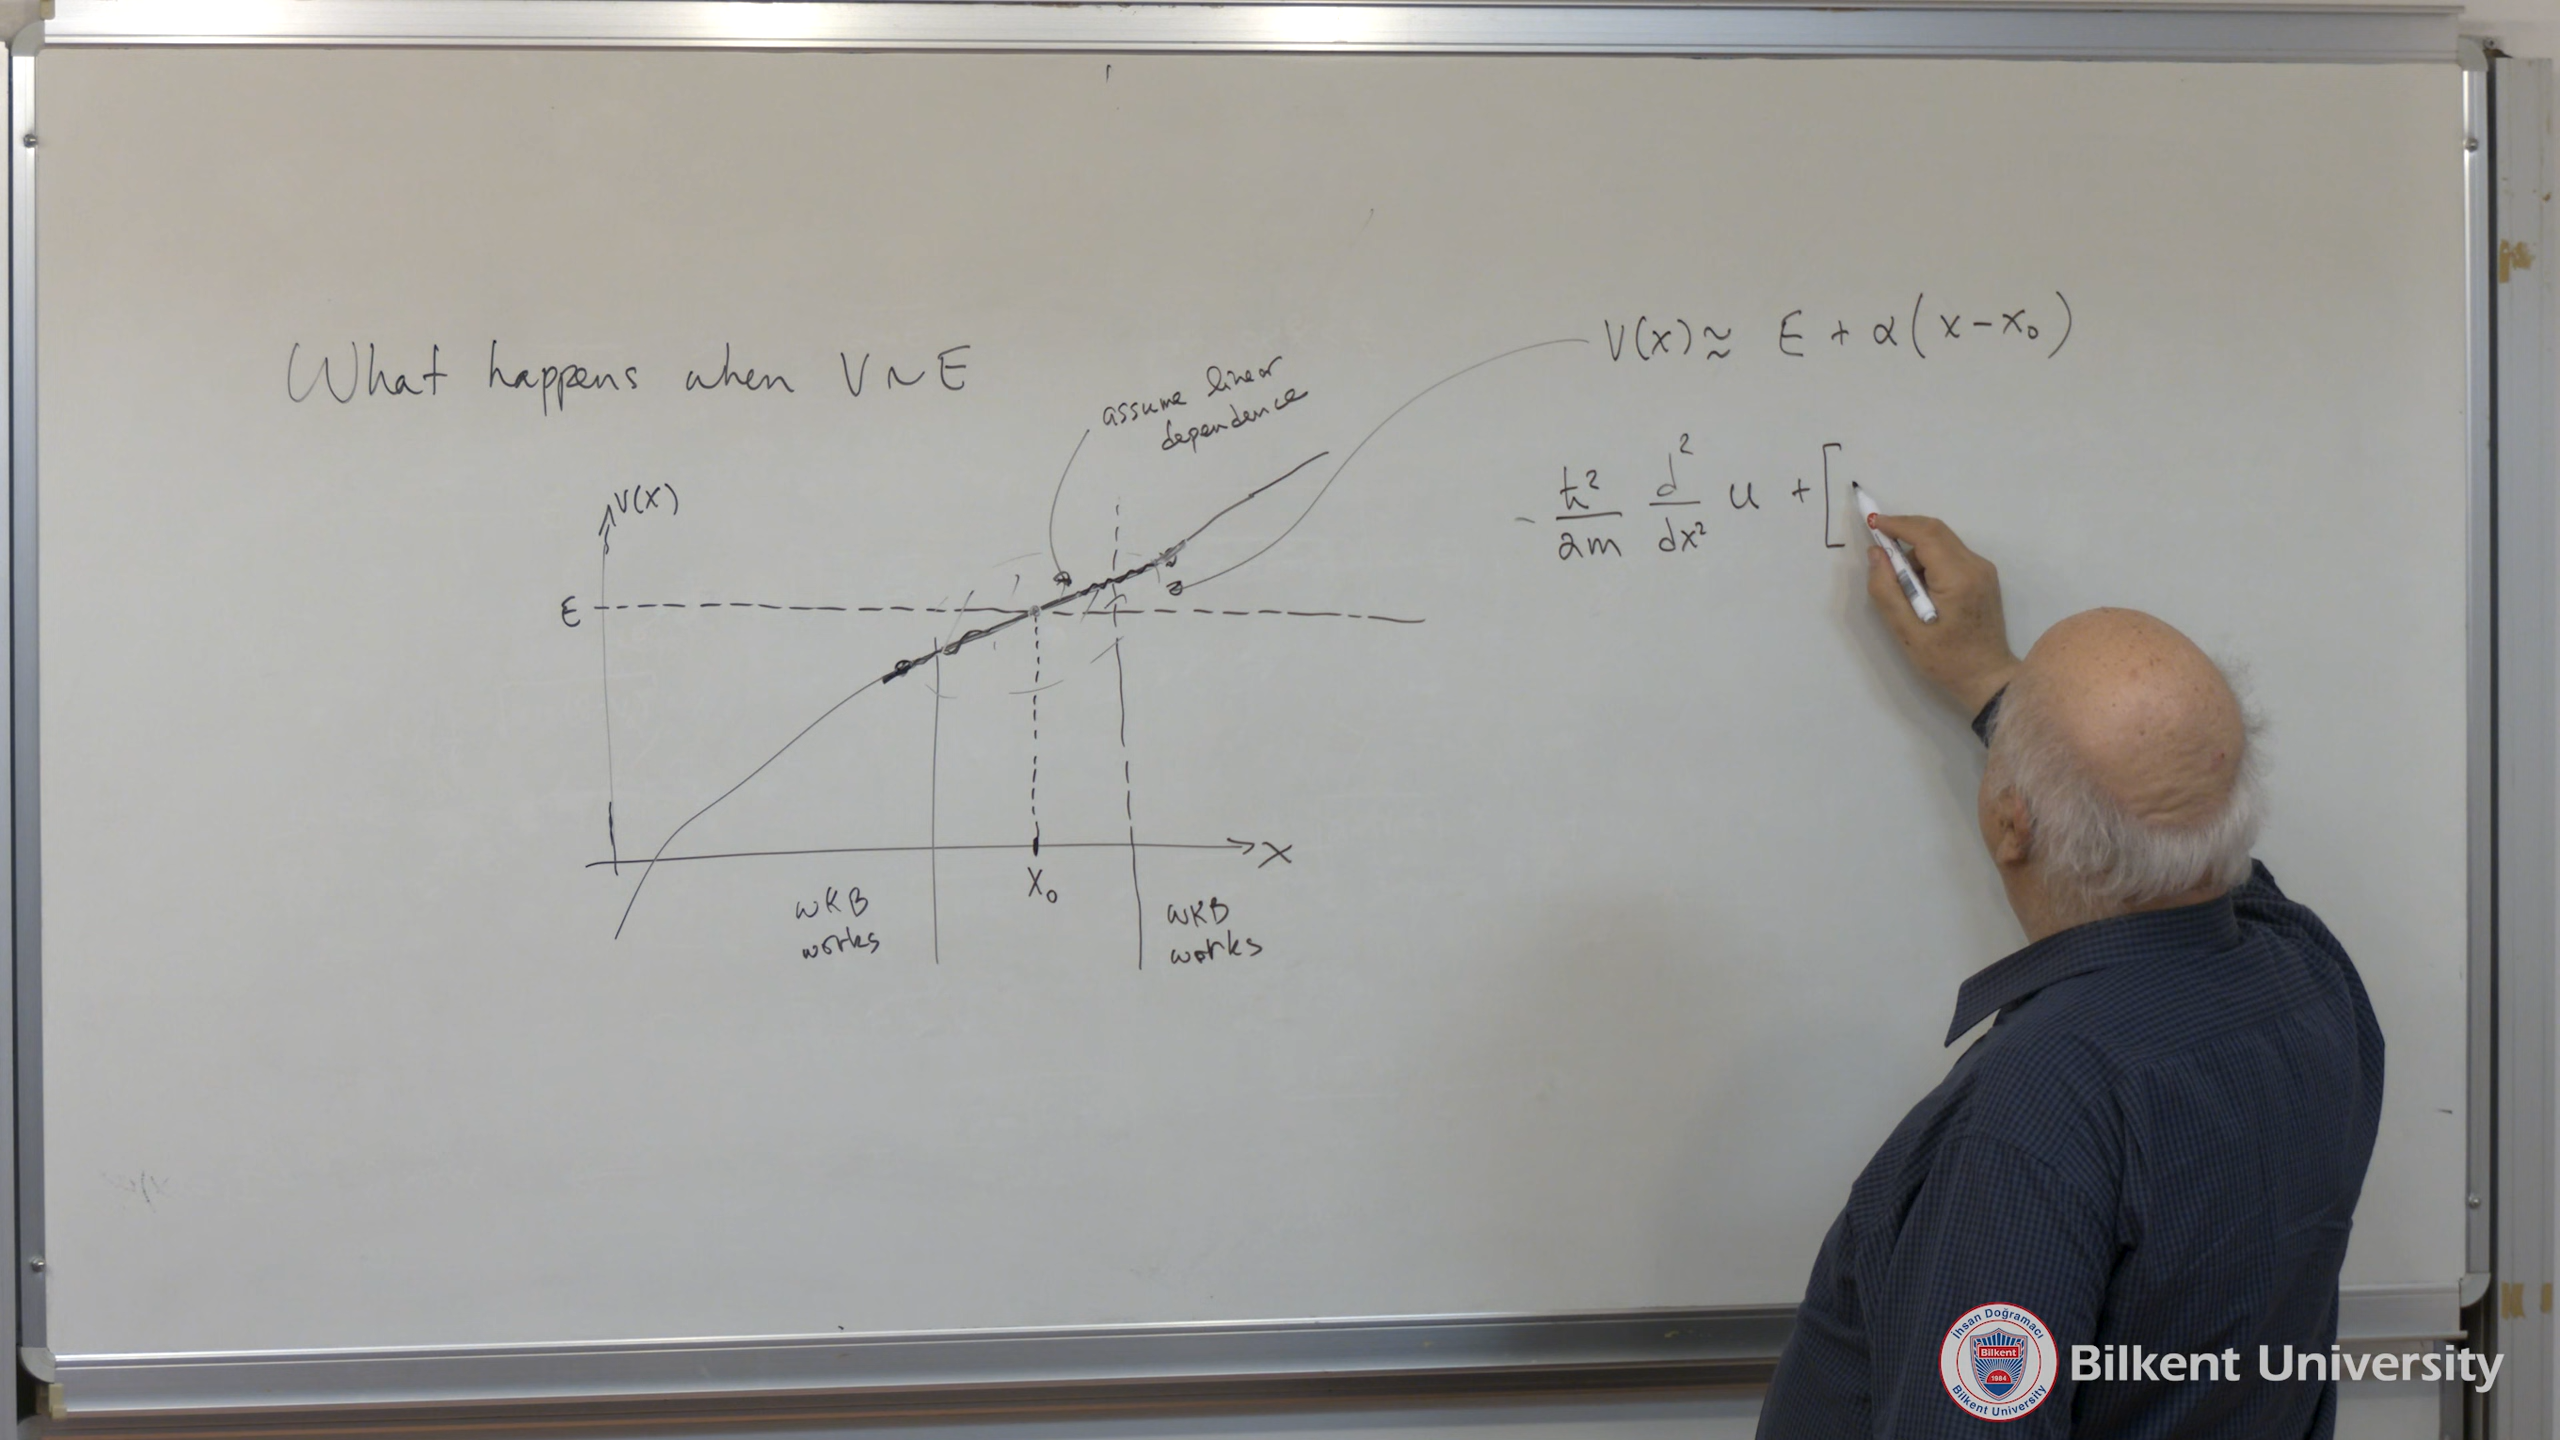 What happens when V~E
V(x) ≈ E + α(x-x₀)
assume linear
dependence
-ħ²/2m d²/dx² u + [
V(x)
E
x
x₀
WKB
works
WKB
works
İhsan Doğramacı
Bilkent
1984
Bilkent University
Bilkent University